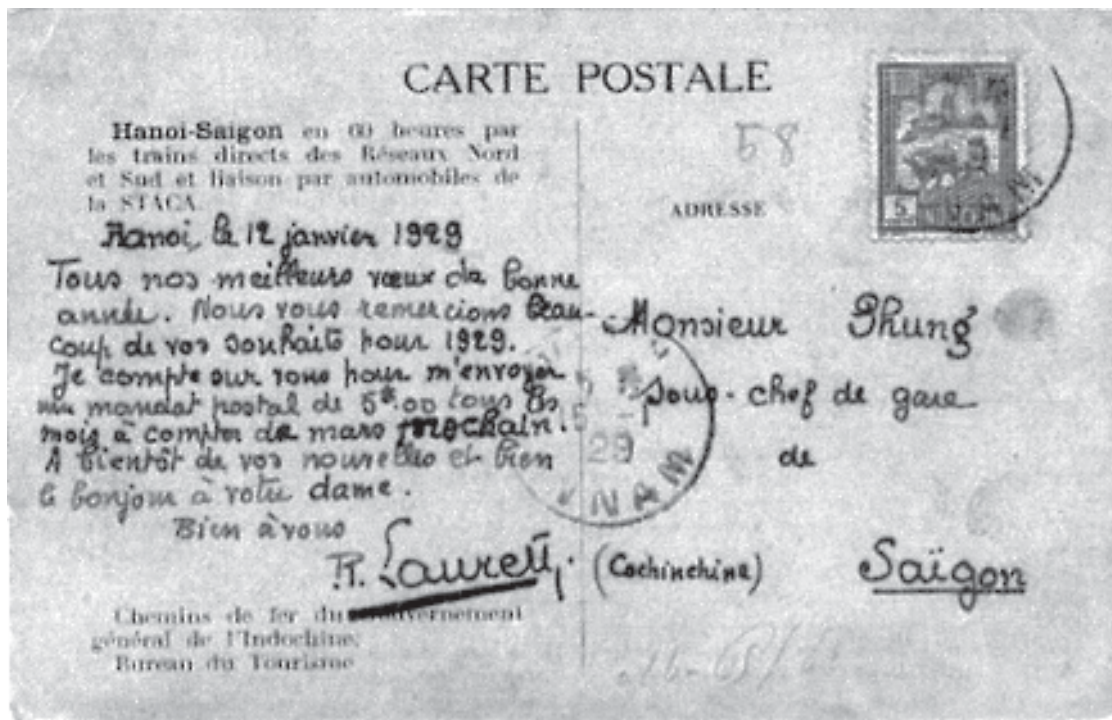 CARTE POSTALE
Hanoi-Saigon en 60 heures par
les trains directs des Réseaux Nord
et Sud et liaison par automobiles de
la STACA.
58
ADRESSE
5
Hanoi, le 12 janvier 1929
Tous nos meilleurs vœux de bonne
année. Nous vous remercions beau-
coup de vos souhaits pour 1929.
Je compte sur vous pour m'envoyer
un mandat postal de 5$00 tous les
mois à compter de mars prochain.
A bientôt de vos nouvelles et bien
le bonjour à votre dame.
Bien à vous
R. Laurett
Monsieur Phung
Sous-chef de gare
de
(Cochinchine) Saïgon
15
29
NAM
Chemins de fer du Gouvernement
général de l'Indochine.
Bureau du Tourisme